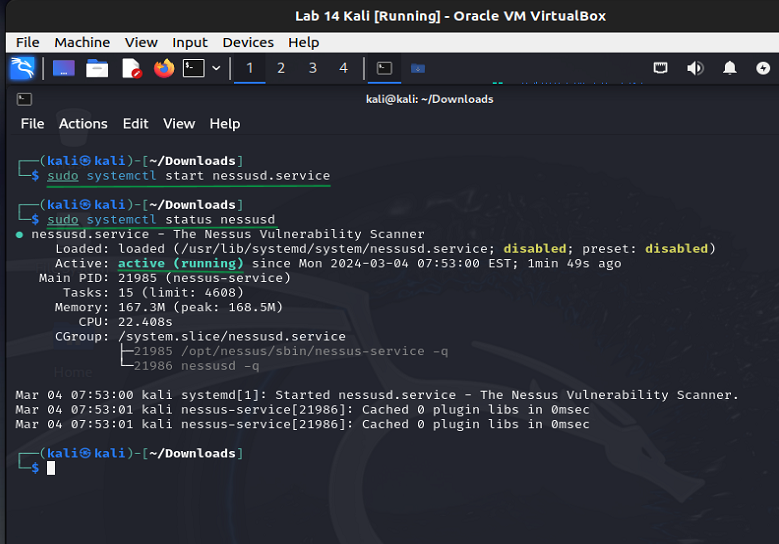 Lab 14 Kali [Running] - Oracle VM VirtualBox
File Machine View Input Devices Help
1 2 3 4
kali@kali: ~/Downloads
File Actions Edit View Help
┌──(kali㉿kali)-[~/Downloads]
└─$ sudo systemctl start nessusd.service
┌──(kali㉿kali)-[~/Downloads]
└─$ sudo systemctl status nessusd
● nessusd.service - The Nessus Vulnerability Scanner
Loaded: loaded (/usr/lib/systemd/system/nessusd.service; disabled; preset: disabled)
Active: active (running) since Mon 2024-03-04 07:53:00 EST; 1min 49s ago
Main PID: 21985 (nessus-service)
Tasks: 15 (limit: 4608)
Memory: 167.3M (peak: 168.5M)
CPU: 22.408s
CGroup: /system.slice/nessusd.service
├─21985 /opt/nessus/sbin/nessus-service -q
└─21986 nessusd -q
Home
Mar 04 07:53:00 kali systemd[1]: Started nessusd.service - The Nessus Vulnerability Scanner.
Mar 04 07:53:01 kali nessus-service[21986]: Cached 0 plugin libs in 0msec
Mar 04 07:53:01 kali nessus-service[21986]: Cached 0 plugin libs in 0msec
┌──(kali㉿kali)-[~/Downloads]
└─$